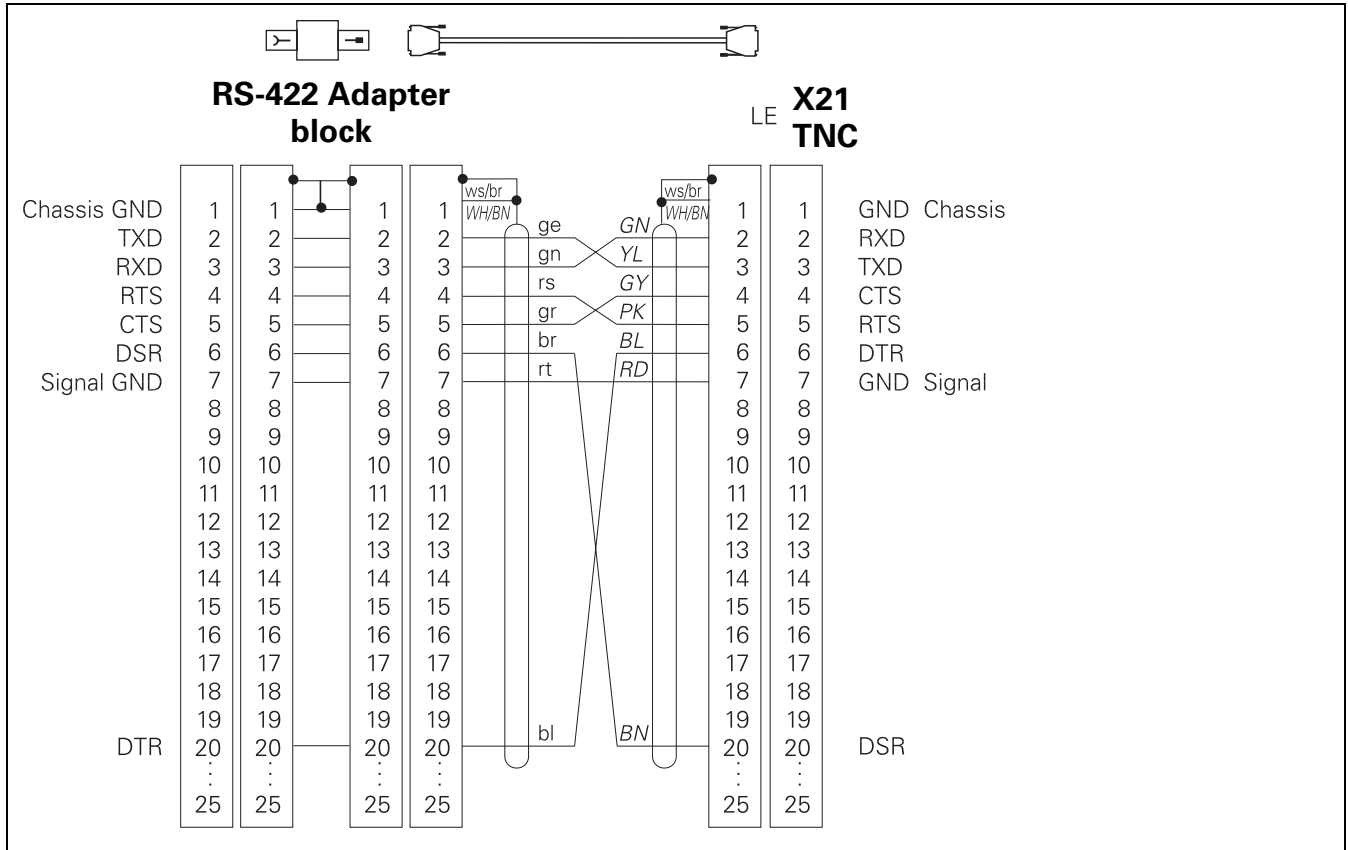 RS-422 Adapter
block
LE X21
TNC
ws/br ws/br
WH/BN WH/BN
Chassis GND 1 1 1 1 1 1 GND Chassis
ge GN
TXD 2 2 2 2 2 2 RXD
gn YL
RXD 3 3 3 3 3 3 TXD
rs GY
RTS 4 4 4 4 4 4 CTS
gr PK
CTS 5 5 5 5 5 5 RTS
br BL
DSR 6 6 6 6 6 6 DTR
rt RD
Signal GND 7 7 7 7 7 7 GND Signal
8 8 8 8 8 8
9 9 9 9 9 9
10 10 10 10 10 10
11 11 11 11 11 11
12 12 12 12 12 12
13 13 13 13 13 13
14 14 14 14 14 14
15 15 15 15 15 15
16 16 16 16 16 16
17 17 17 17 17 17
18 18 18 18 18 18
19 19 19 19 19 19
bl BN
DTR 20 20 20 20 20 20 DSR
25 25 25 25 25 25